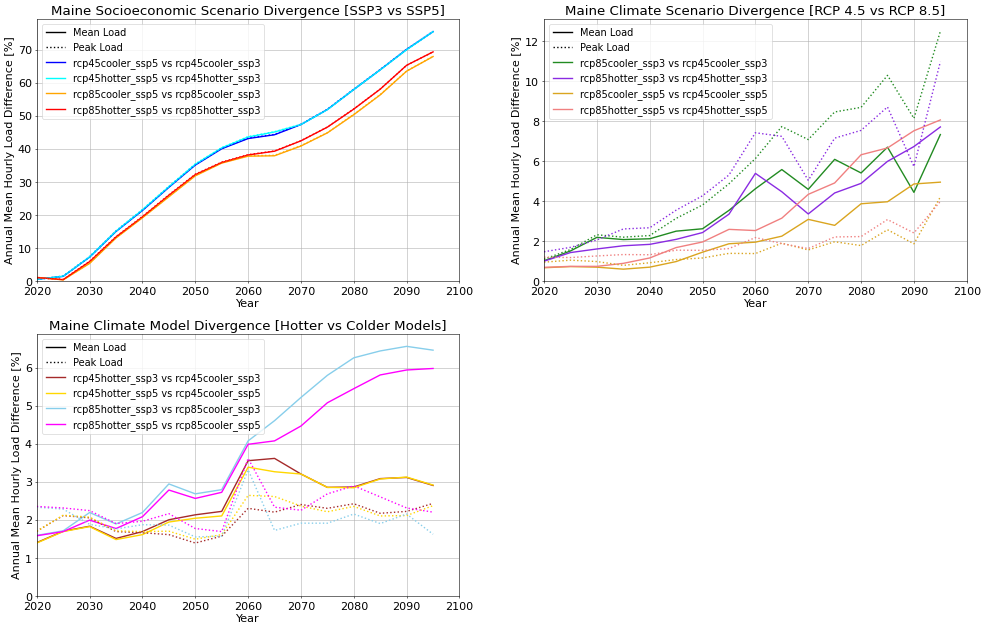 Maine Socioeconomic Scenario Divergence [SSP3 vs SSP5]
Annual Mean Hourly Load Difference [%]
70
60
50
40
30
20
10
0
Mean Load
Peak Load
rcp45cooler_ssp5 vs rcp45cooler_ssp3
rcp45hotter_ssp5 vs rcp45hotter_ssp3
rcp85cooler_ssp5 vs rcp85cooler_ssp3
rcp85hotter_ssp5 vs rcp85hotter_ssp3
2020 2030 2040 2050 2060 2070 2080 2090 2100
Year
Maine Climate Scenario Divergence [RCP 4.5 vs RCP 8.5]
Annual Mean Hourly Load Difference [%]
12
10
8
6
4
2
0
Mean Load
Peak Load
rcp85cooler_ssp3 vs rcp45cooler_ssp3
rcp85hotter_ssp3 vs rcp45hotter_ssp3
rcp85cooler_ssp5 vs rcp45cooler_ssp5
rcp85hotter_ssp5 vs rcp45hotter_ssp5
2020 2030 2040 2050 2060 2070 2080 2090 2100
Year
Maine Climate Model Divergence [Hotter vs Colder Models]
Annual Mean Hourly Load Difference [%]
6
5
4
3
2
1
0
Mean Load
Peak Load
rcp45hotter_ssp3 vs rcp45cooler_ssp3
rcp45hotter_ssp5 vs rcp45cooler_ssp5
rcp85hotter_ssp3 vs rcp85cooler_ssp3
rcp85hotter_ssp5 vs rcp85cooler_ssp5
2020 2030 2040 2050 2060 2070 2080 2090 2100
Year